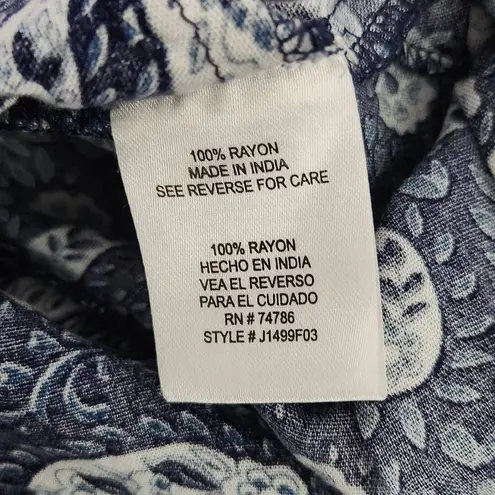 100% RAYON
MADE IN INDIA
SEE REVERSE FOR CARE
100% RAYON
HECHO EN INDIA
VEA EL REVERSO
PARA EL CUIDADO
RN # 74786
STYLE # J1499F03